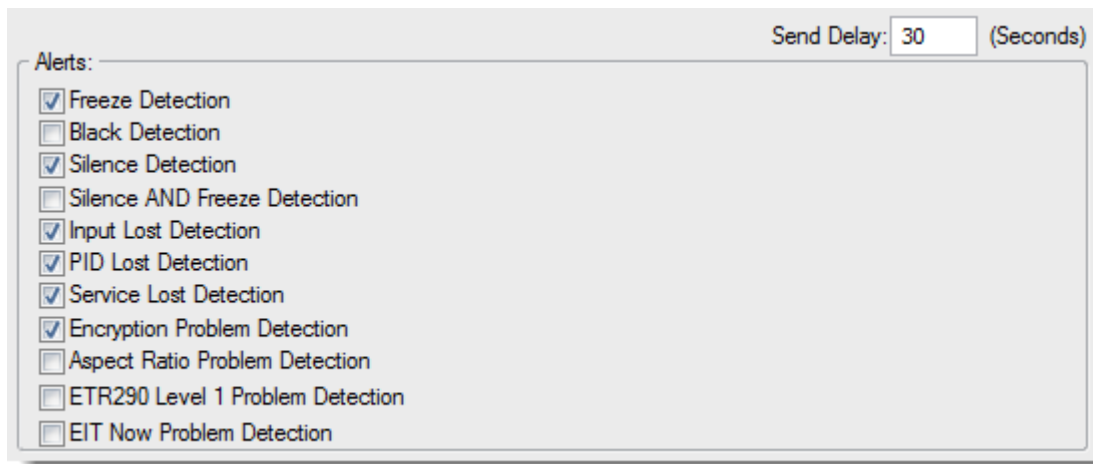 Send Delay: 30 (Seconds)
Alerts:
Freeze Detection
Black Detection
Silence Detection
Silence AND Freeze Detection
Input Lost Detection
PID Lost Detection
Service Lost Detection
Encryption Problem Detection
Aspect Ratio Problem Detection
ETR290 Level 1 Problem Detection
EIT Now Problem Detection